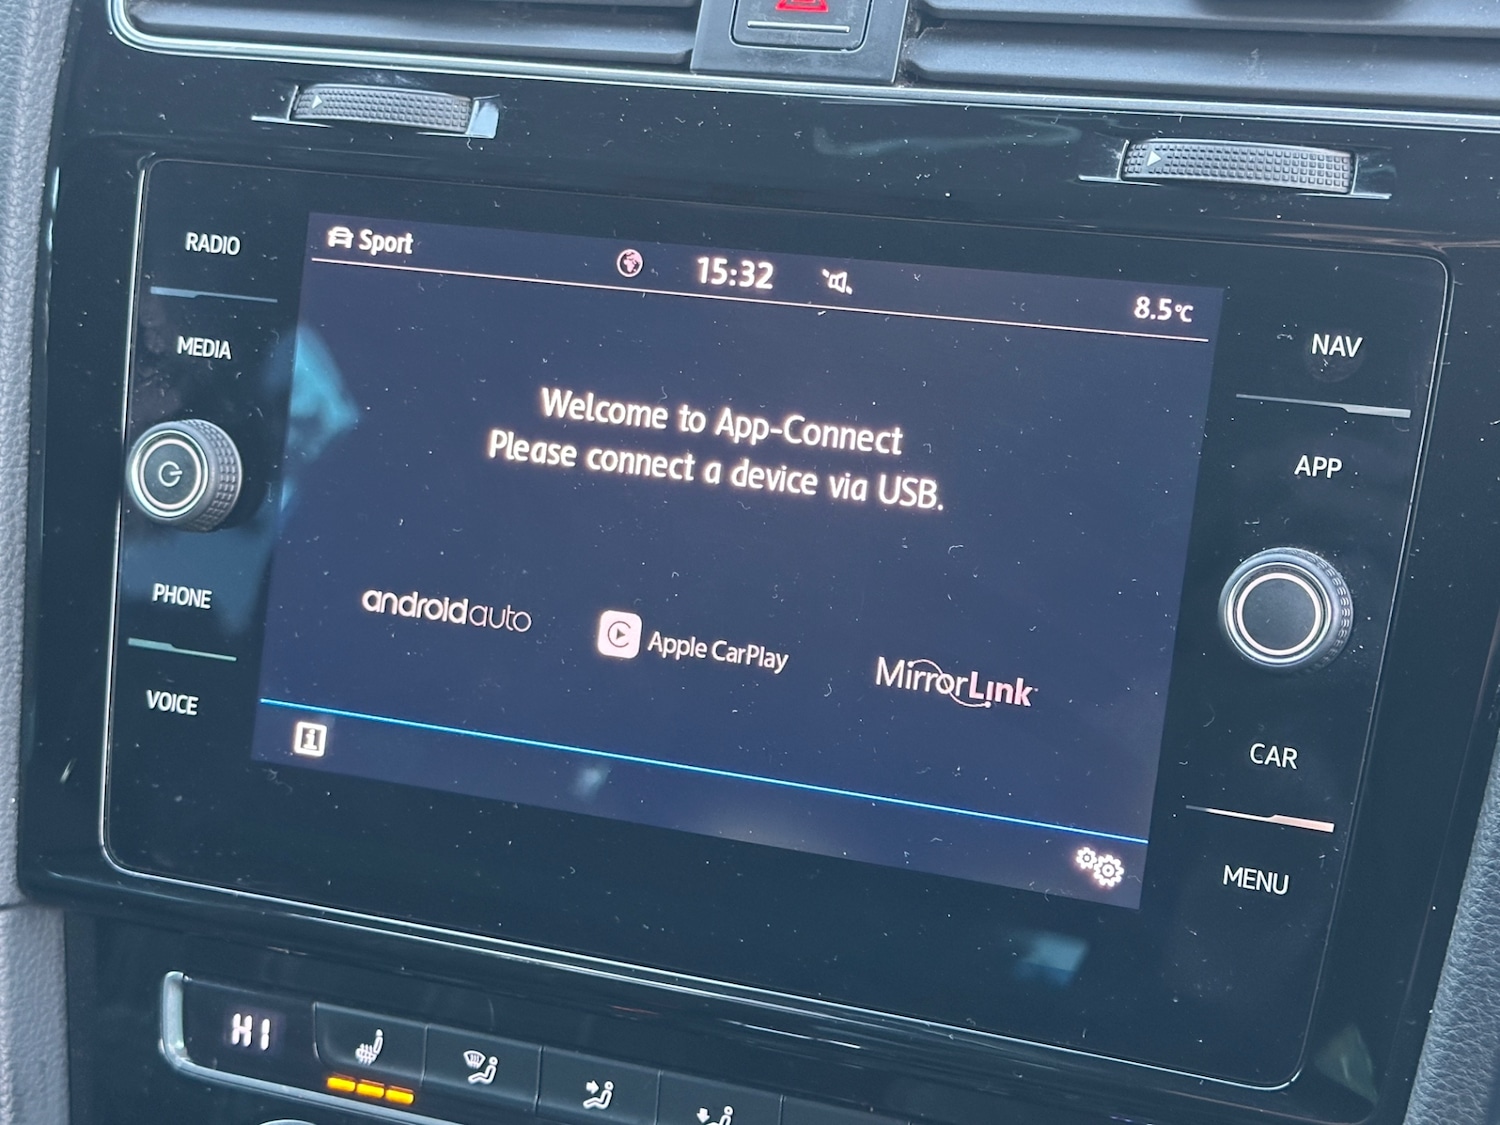 Sport
15:32
8.5°C
RADIO
MEDIA
PHONE
VOICE
Welcome to App-Connect
Please connect a device via USB.
androidauto
Apple CarPlay
MirrorLink
NAV
APP
CAR
MENU
HI